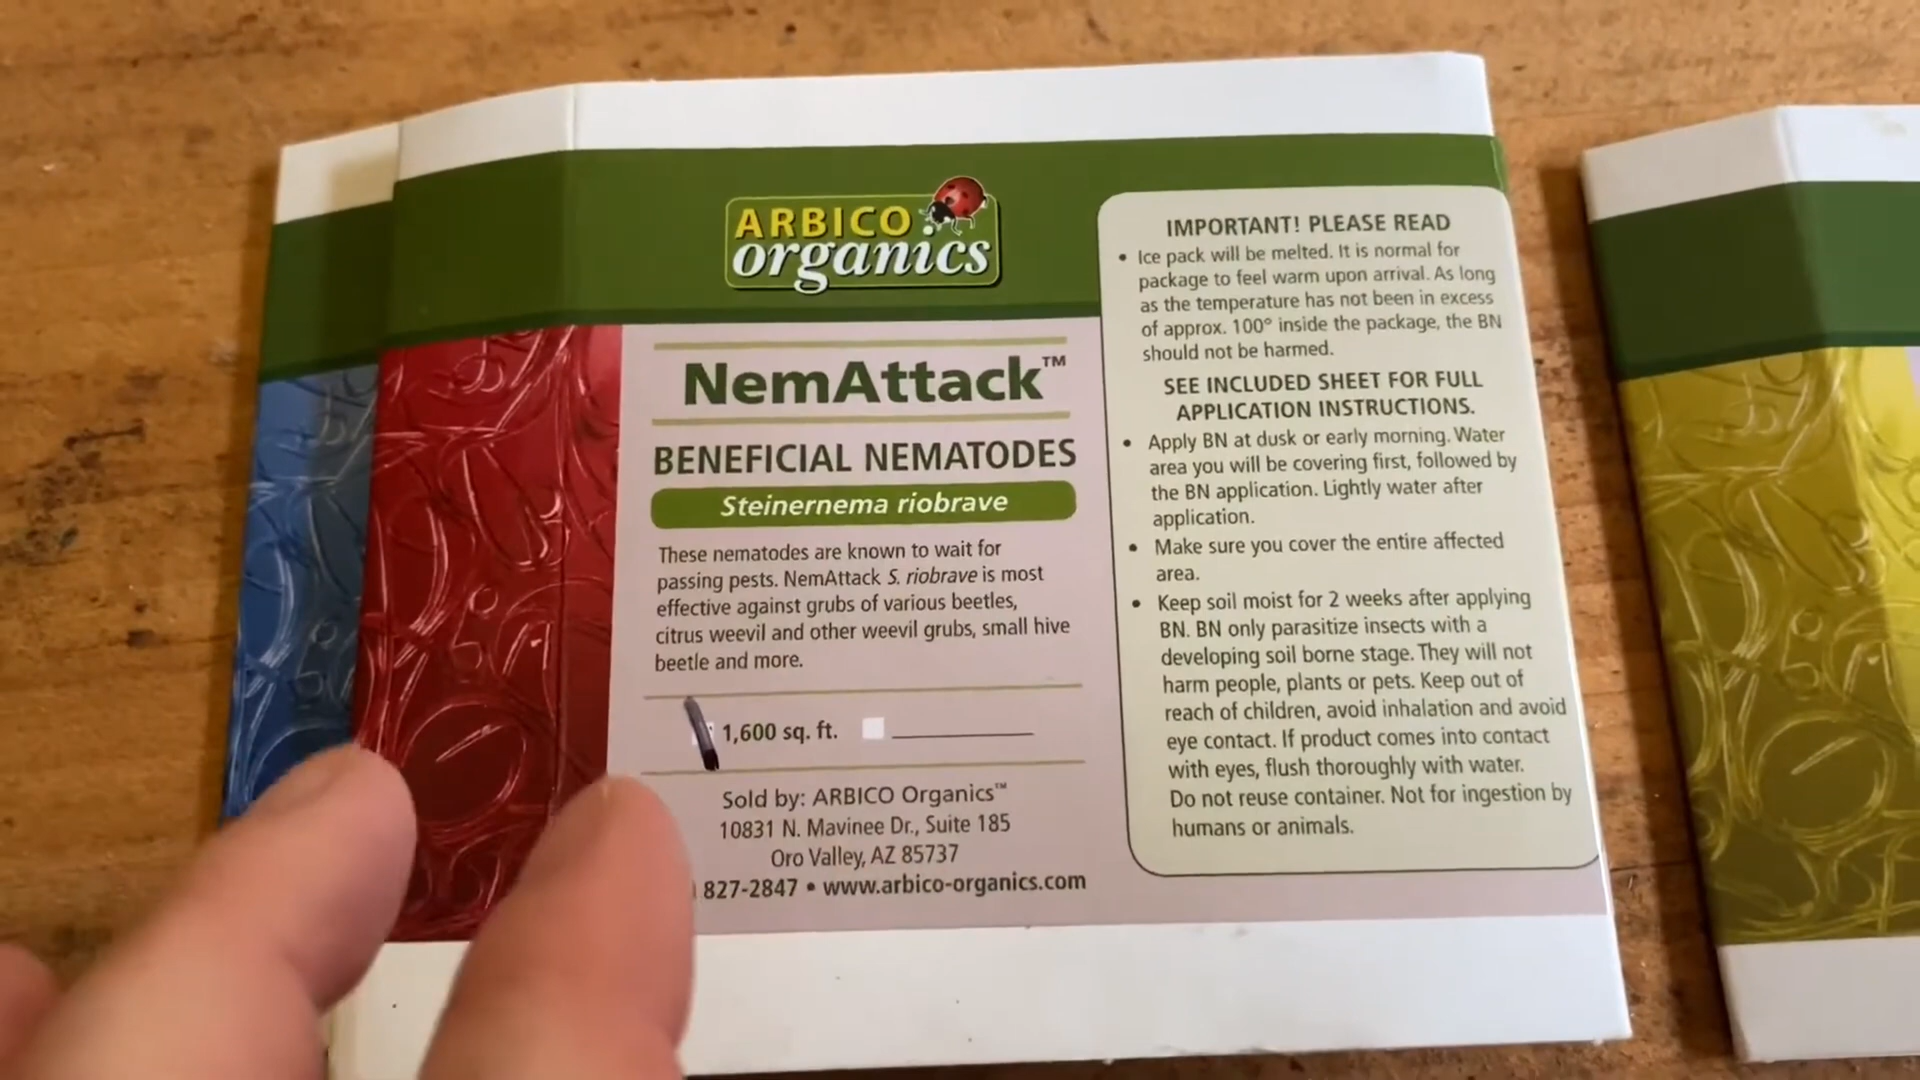 ARBICO
organics
NemAttack™
BENEFICIAL NEMATODES
Steinernema riobrave
These nematodes are known to wait for
passing pests. NemAttack S. riobrave is most
effective against grubs of various beetles,
citrus weevil and other weevil grubs, small hive
beetle and more.
1,600 sq. ft.
Sold by: ARBICO Organics™
10831 N. Mavinee Dr., Suite 185
Oro Valley, AZ 85737
827-2847 • www.arbico-organics.com
IMPORTANT! PLEASE READ
• Ice pack will be melted. It is normal for
package to feel warm upon arrival. As long
as the temperature has not been in excess
of approx. 100° inside the package, the BN
should not be harmed.
SEE INCLUDED SHEET FOR FULL
APPLICATION INSTRUCTIONS.
• Apply BN at dusk or early morning. Water
area you will be covering first, followed by
the BN application. Lightly water after
application.
• Make sure you cover the entire affected
area.
• Keep soil moist for 2 weeks after applying
BN. BN only parasitize insects with a
developing soil borne stage. They will not
harm people, plants or pets. Keep out of
reach of children, avoid inhalation and avoid
eye contact. If product comes into contact
with eyes, flush thoroughly with water.
Do not reuse container. Not for ingestion by
humans or animals.